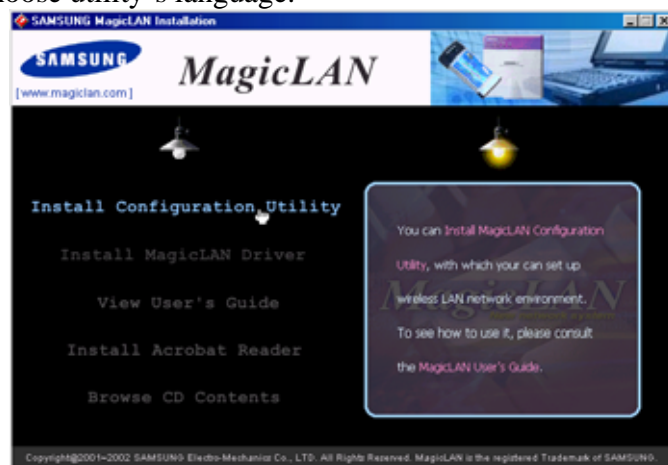 oose utility's language.
SAMSUNG MagicLAN Installation
SAMSUNG
MagicLAN
[www.magiclan.com]
Install Configuration Utility
Install MagicLAN Driver
View User's Guide
Install Acrobat Reader
Browse CD Contents
You can Install MagicLAN Configuration
Utility, with which your can set up
wireless LAN network environment.
To see how to use it, please consult
the MagicLAN User's Guide.
MagicLAN
Copyright@2001-2002 SAMSUNG Electro-Mechanics Co., LTD. All Rights Reserved. MagicLAN is the registered Trademark of SAMSUNG.